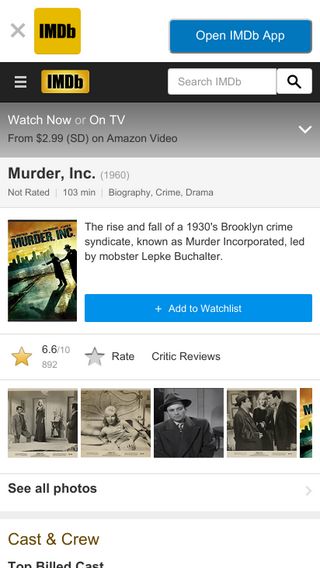 IMDb
Open IMDb App
IMDb
Search IMDb
Watch Now or On TV
From $2.99 (SD) on Amazon Video
Murder, Inc. (1960)
Not Rated | 103 min | Biography, Crime, Drama
MURDER, INC.
The rise and fall of a 1930's Brooklyn crime
syndicate, known as Murder Incorporated, led
by mobster Lepke Buchalter.
+ Add to Watchlist
6.6/10
892
Rate
Critic Reviews
See all photos
Cast & Crew
Top Billed Cast